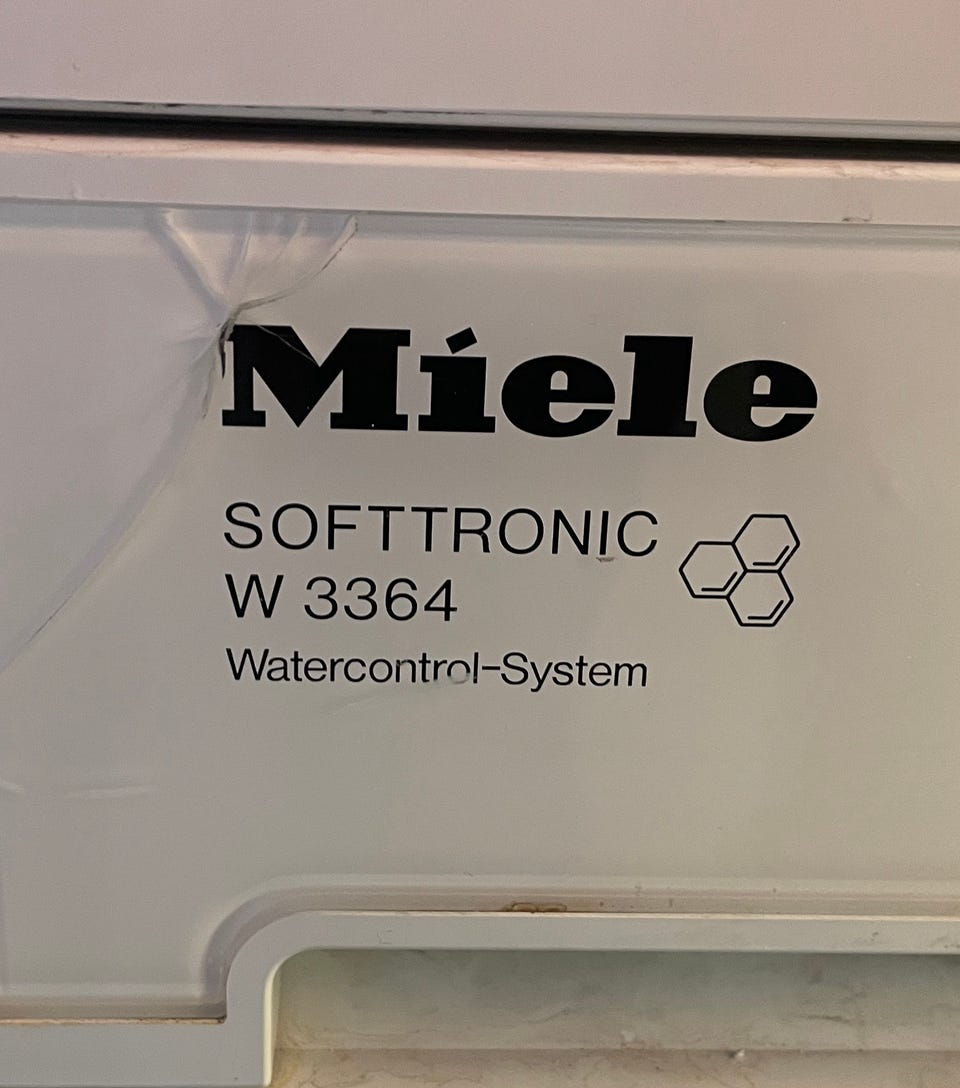 Miele
SOFTTRONIC
W 3364
Watercontrol-System